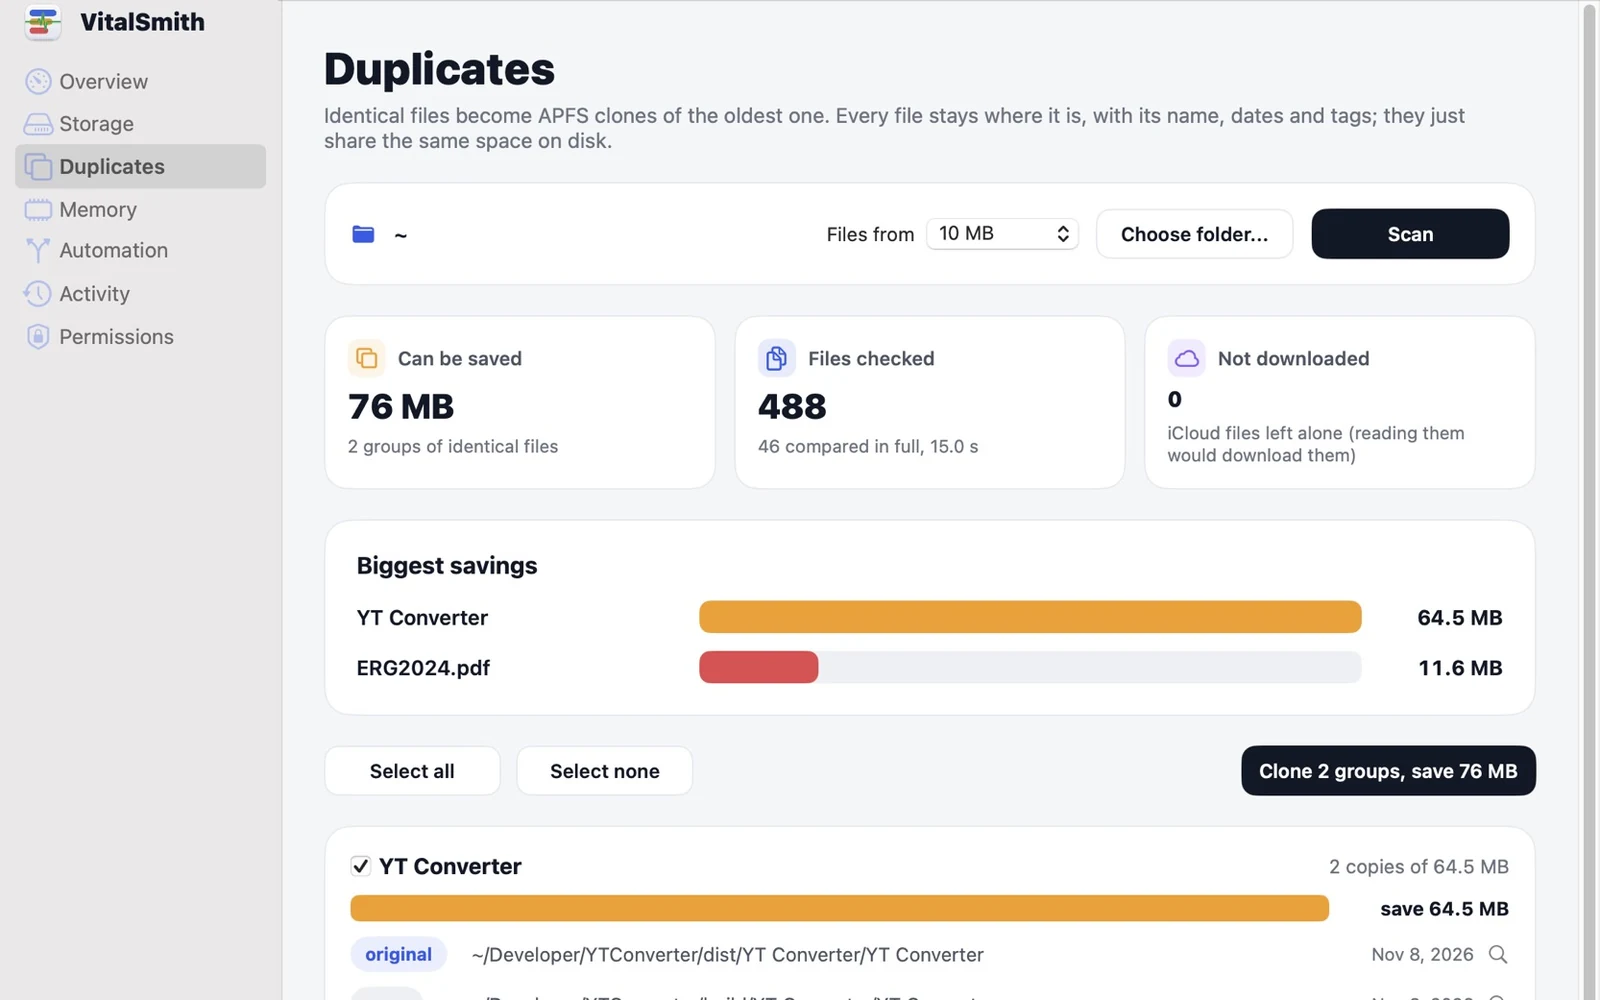 VitalSmith
Overview
Storage
Duplicates
Memory
Automation
Activity
Permissions
Duplicates
Identical files become APFS clones of the oldest one. Every file stays where it is, with its name, dates and tags; they just
share the same space on disk.
~
Files from 10 MB Choose folder... Scan
Can be saved
76 MB
2 groups of identical files
Files checked
488
46 compared in full, 15.0 s
Not downloaded
0
iCloud files left alone (reading them
would download them)
Biggest savings
YT Converter 64.5 MB
ERG2024.pdf 11.6 MB
Select all Select none Clone 2 groups, save 76 MB
YT Converter 2 copies of 64.5 MB
save 64.5 MB
original ~/Developer/YTConverter/dist/YT Converter/YT Converter Nov 8, 2026